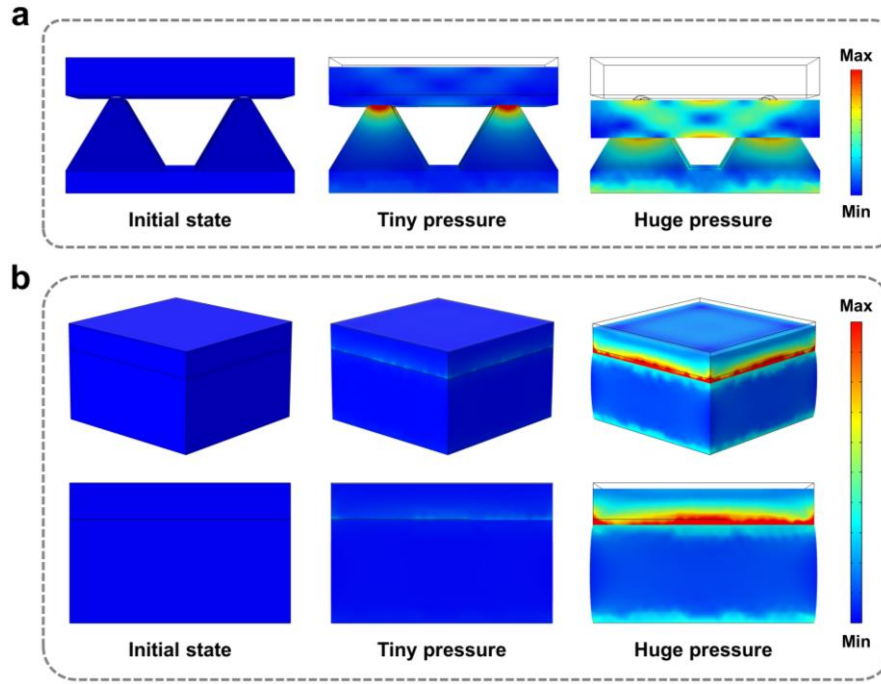 a
Max
Min
Initial state
Tiny pressure
Huge pressure
b
Max
Min
Initial state
Tiny pressure
Huge pressure